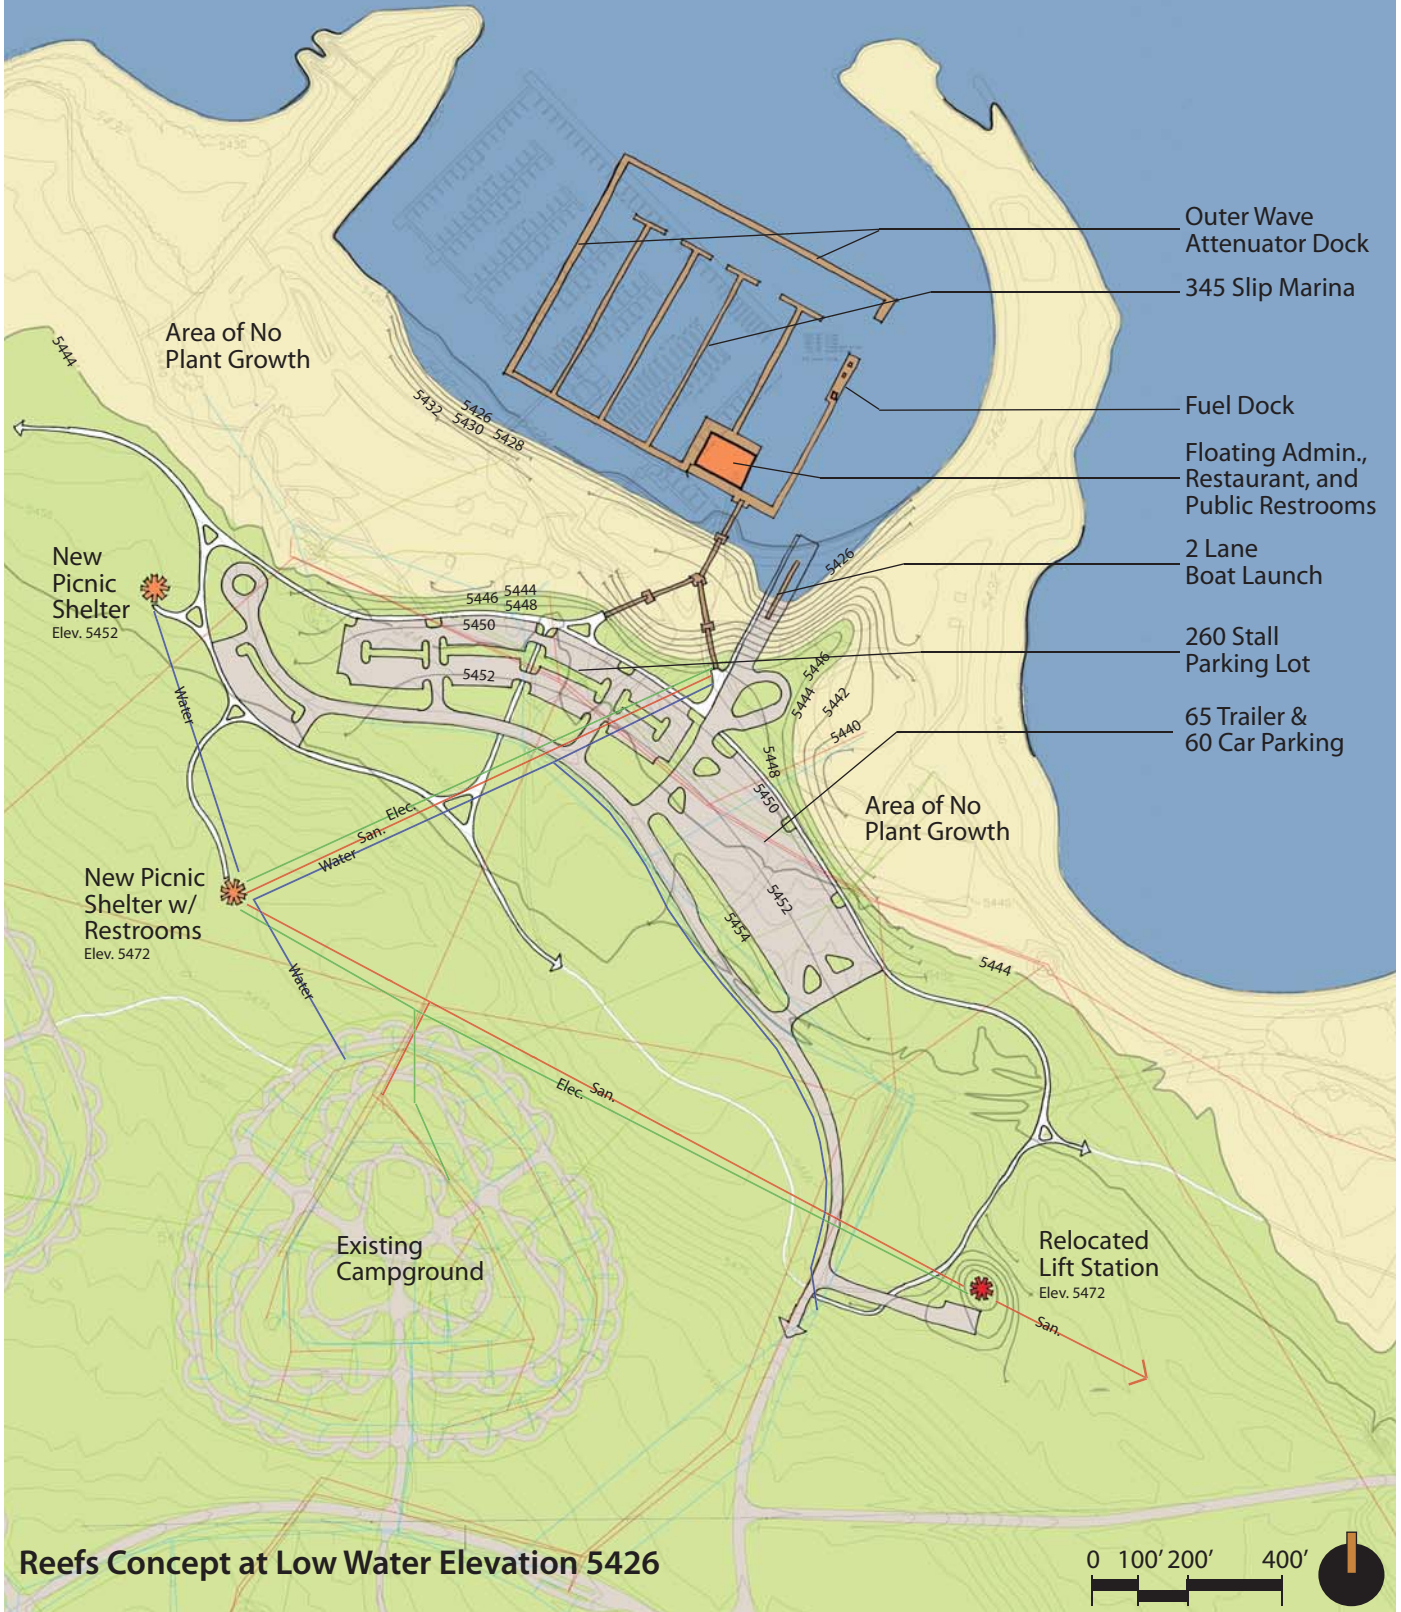 Outer Wave
Attenuator Dock
345 Slip Marina
Area of No
Plant Growth
5444
5432
5426
5430
5428
Fuel Dock
Floating Admin.,
Restaurant, and
Public Restrooms
2 Lane
Boat Launch
5426
New
Picnic
Shelter
Elev. 5452
5446
5444
5448
5450
5452
260 Stall
Parking Lot
5446
5444
5442
5440
5448
5450
65 Trailer &
60 Car Parking
Water
Elec.
San.
Water
Area of No
Plant Growth
New Picnic
Shelter w/
Restrooms
Elev. 5472
5452
5454
5444
Water
Elec.
San.
Existing
Campground
Relocated
Lift Station
Elev. 5472
San.
Reefs Concept at Low Water Elevation 5426
0 100' 200' 400'